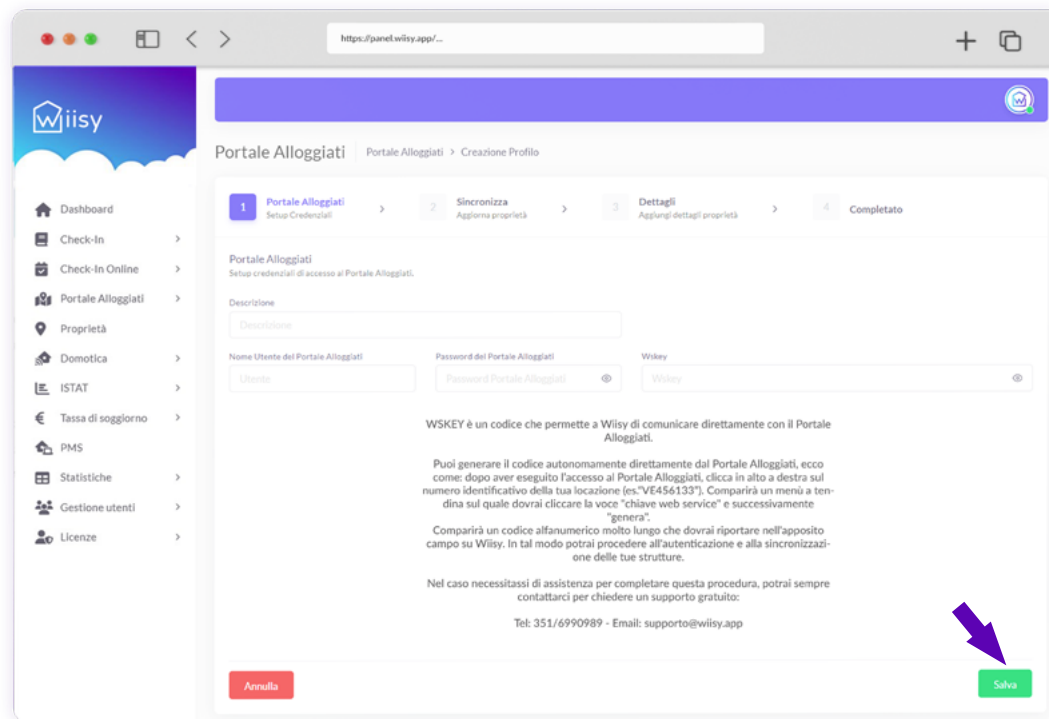 https://panel.wiisy.app/...
Wiisy
Portale Alloggiati
Portale Alloggiati > Creazione Profilo
Dashboard
Check-In
Check-In Online
Portale Alloggiati
Proprietà
Domotica
ISTAT
Tassa di soggiorno
PMS
Statistiche
Gestione utenti
Licenze
1
Portale Alloggiati
Setup Credenziali
2
Sincronizza
Aggiorna proprietà
3
Dettagli
Aggiungi dettagli proprietà
4
Completato
Portale Alloggiati
Setup credenziali di accesso al Portale Alloggiati.
Descrizione
Descrizione
Nome Utente del Portale Alloggiati
Utente
Password del Portale Alloggiati
Password Portale Alloggiati
Wskey
Wskey
WSKEY è un codice che permette a Wiisy di comunicare direttamente con il Portale
Alloggiati.
Puoi generare il codice autonomamente direttamente dal Portale Alloggiati, ecco
come: dopo aver eseguito l'accesso al Portale Alloggiati, clicca in alto a destra sul
numero identificativo della tua locazione (es."VE456133"). Comparirà un menù a ten-
dina sul quale dovrai cliccare la voce "chiave web service" e successivamente
"genera".
Comparirà un codice alfanumerico molto lungo che dovrai riportare nell'apposito
campo su Wiisy. In tal modo potrai procedere all'autenticazione e alla sincronizzazi-
one delle tue strutture.
Nel caso necessitassi di assistenza per completare questa procedura, potrai sempre
contattarci per chiedere un supporto gratuito:
Tel: 351/6990989 - Email: supporto@wiisy.app
Annulla
Salva